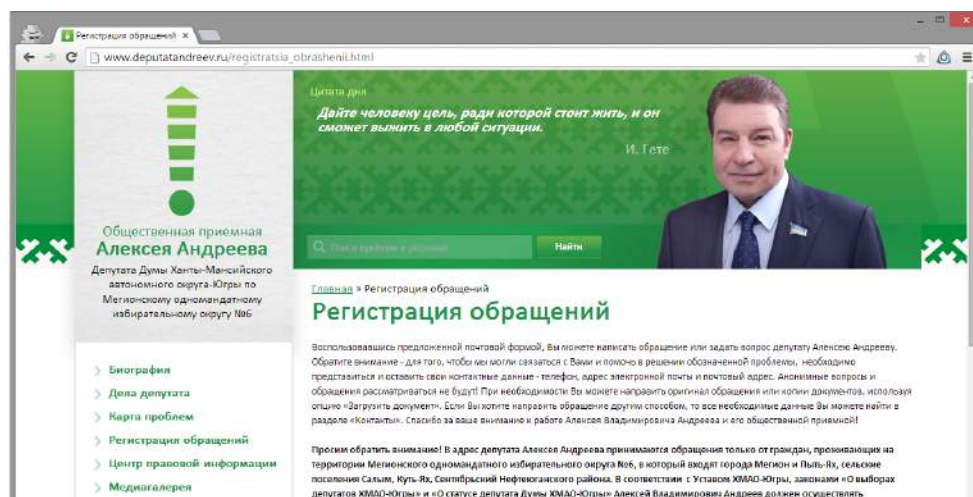 Регистрация обращений
www.deputatandreev.ru/registratsia_obrashenii.html
Общественная приемная
Алексея Андреева
Депутата Думы Ханты-Мансийского
автономного округа-Югры по
Мегионскому одномандатному
избирательному округу №6
Биография
Дела депутата
Карта проблем
Регистрация обращений
Центр правовой информации
Медиагалерея
Цитата дня
Дайте человеку цель, ради которой стоит жить, и он
сможет выжить в любой ситуации.
И. Гете
Найти
Главная » Регистрация обращений
Регистрация обращений
Воспользовавшись предложенной почтовой формой, Вы можете написать обращение или задать вопрос депутату Алексею Андрееву.
Обратите внимание - для того, чтобы мы могли связаться с Вами и помочь в решении обозначенной проблемы, необходимо
представиться и оставить свои контактные данные - телефон, адрес электронной почты и почтовый адрес. Анонимные вопросы и
обращения рассматриваться не будут! При необходимости Вы можете направить оригинал обращения или копии документов, используя
опцию «Загрузить документ». Если Вы хотите направить обращение другим способом, то все необходимые данные Вы можете найти в
разделе «Контакты». Спасибо за ваше внимание к работе Алексея Владимировича Андреева и его общественной приемной!
Просим обратить внимание! В адрес депутата Алексея Андреева принимаются обращения только от граждан, проживающих на
территории Мегионского одномандатного избирательного округа №6, в который входят города Мегион и Пыть-Ях, сельские
поселения Салым, Куть-Ях, Сентябрьский Нефтеюганского района. В соответствии с Уставом ХМАО-Югры, законами «О выборах
депутатов ХМАО-Югры» и «О статусе депутата Думы ХМАО-Югры» Алексей Владимирович Андреев должен осуществлять